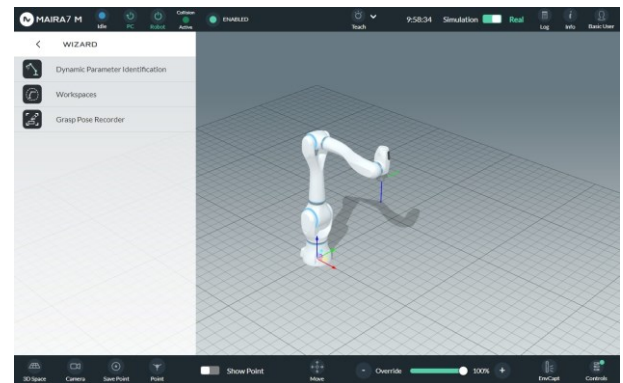 MAIRA7 M
Idle
PC
Robot
Collision
Active
ENABLED
Teach
9:58:34
Simulation
Real
Log
Info
Basic User
WIZARD
Dynamic Parameter Identification
Workspaces
Grasp Pose Recorder
3D Space
Camera
Save Point
Point
Show Point
Move
- Override 100% +
EnvCapt
Controls